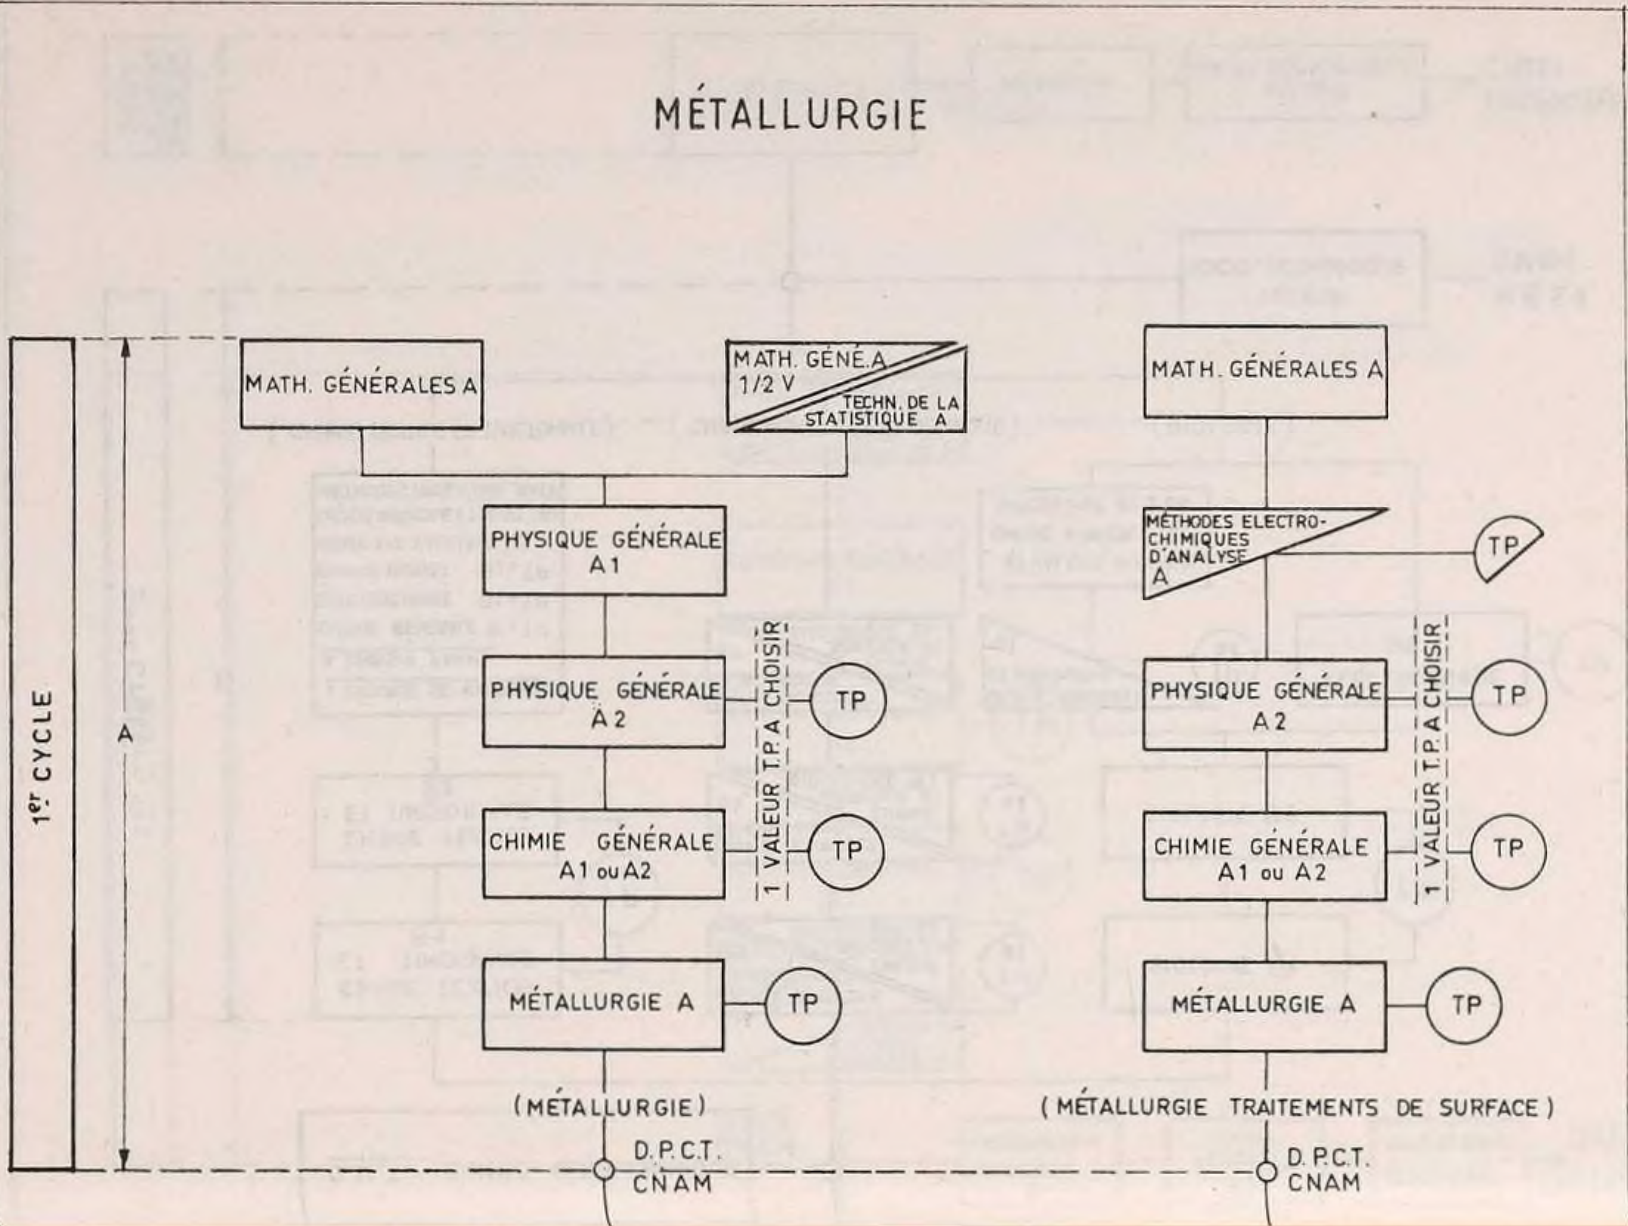 MÉTALLURGIE
1er CYCLE
A
MATH. GÉNÉRALES A
MATH. GÉNÉ.A
1/2 V
TECHN. DE LA
STATISTIQUE A
PHYSIQUE GÉNÉRALE
A1
PHYSIQUE GÉNÉRALE
A2
TP
1 VALEUR T.P. A CHOISIR
CHIMIE GÉNÉRALE
A1 ou A2
TP
MÉTALLURGIE A
TP
(MÉTALLURGIE)
D.P.C.T.
CNAM
MATH. GÉNÉRALES A
MÉTHODES ELECTRO-
CHIMIQUES
D'ANALYSE
A
TP
PHYSIQUE GÉNÉRALE
A2
TP
1 VALEUR T.P. A CHOISIR
CHIMIE GÉNÉRALE
A1 ou A2
TP
MÉTALLURGIE A
TP
(MÉTALLURGIE TRAITEMENTS DE SURFACE)
D.P.C.T.
CNAM